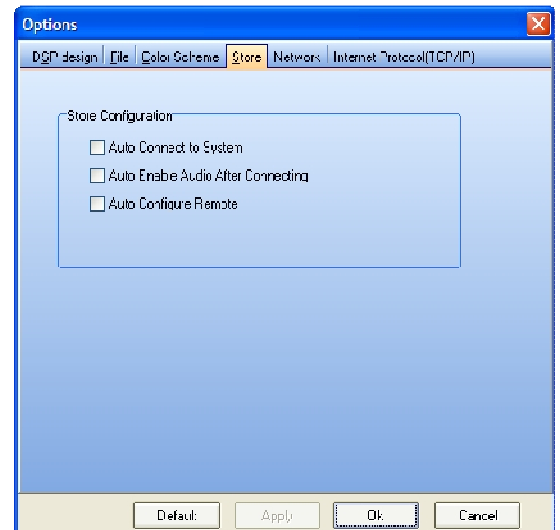 Options
DSP design File Color Scheme Store Network Internet Protocol(TCP/IP)
Store Configuration
Auto Connect to System
Auto Enable Audio After Connecting
Auto Configure Remote
Default Apply Ok Cancel